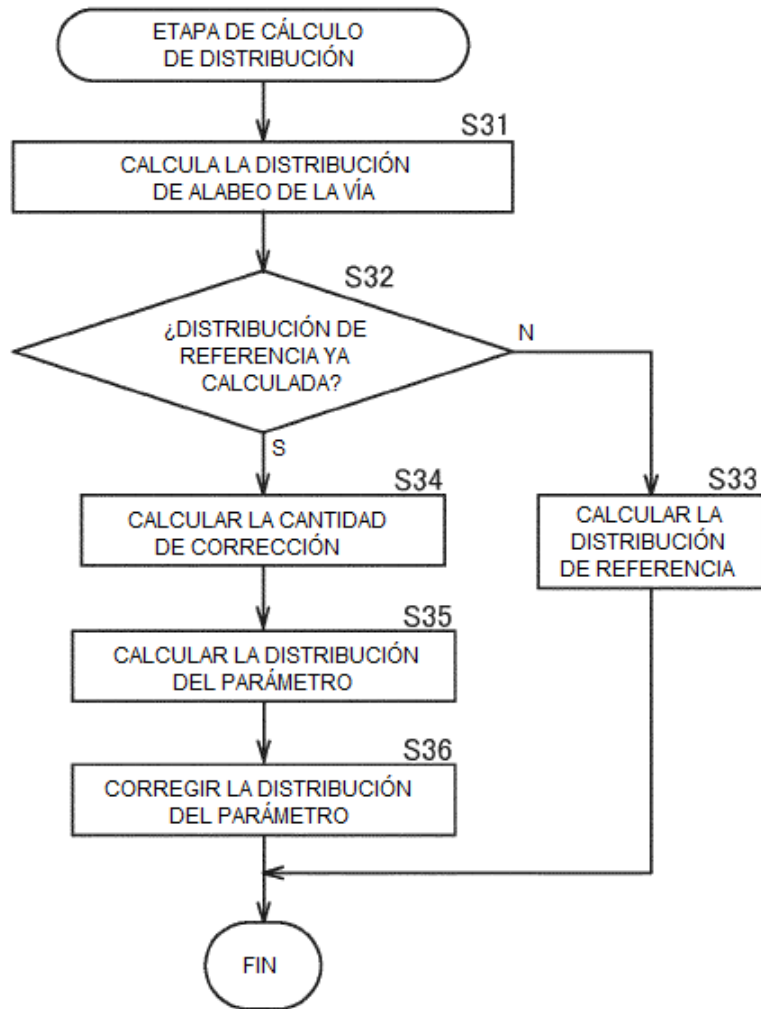 ETAPA DE CÁLCULO
DE DISTRIBUCIÓN
S31
CALCULA LA DISTRIBUCIÓN
DE ALABEO DE LA VÍA
S32
¿DISTRIBUCIÓN DE
REFERENCIA YA
CALCULADA?
N
S
S34
CALCULAR LA CANTIDAD
DE CORRECCIÓN
S33
CALCULAR LA
DISTRIBUCIÓN
DE REFERENCIA
S35
CALCULAR LA DISTRIBUCIÓN
DEL PARÁMETRO
S36
CORREGIR LA DISTRIBUCIÓN
DEL PARÁMETRO
FIN